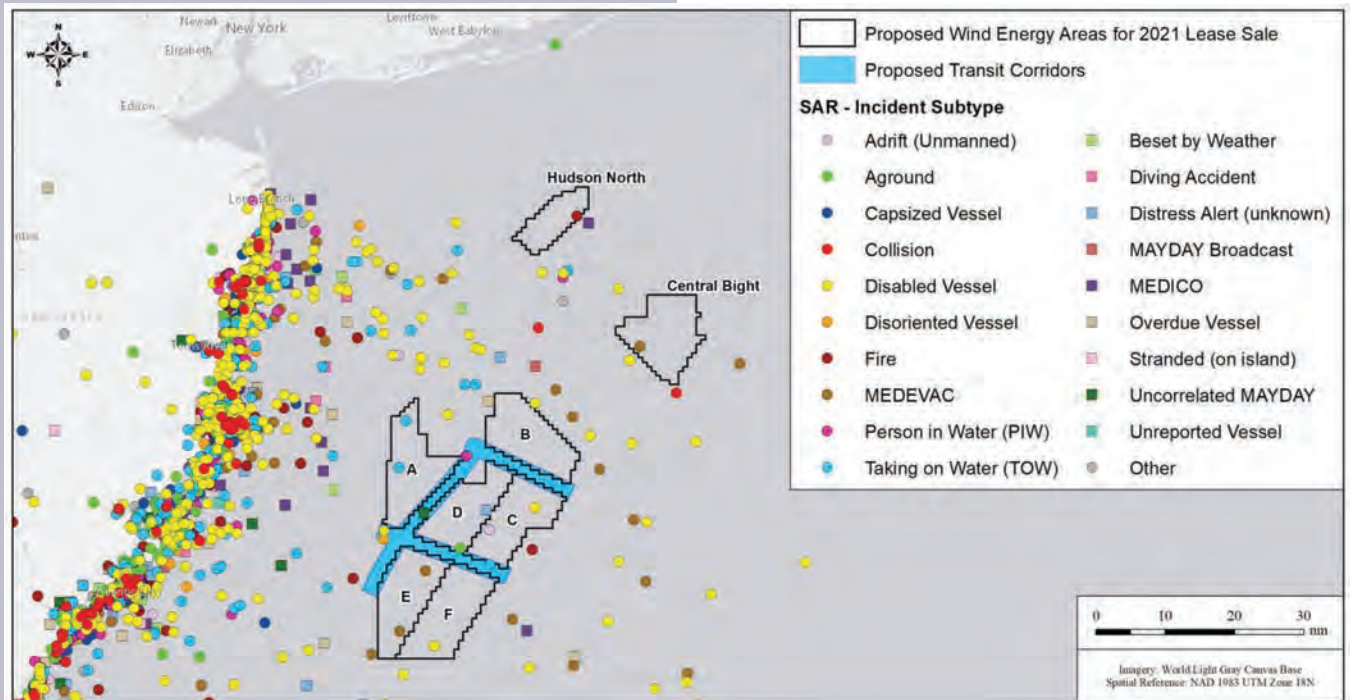 N
W E
S
Newark
New York
Levittown
West Babylon
Elizabeth
Edison
Long Branch
Toms River
Hudson North
Central Bight
A
B
C
D
E
F
Proposed Wind Energy Areas for 2021 Lease Sale
Proposed Transit Corridors
SAR - Incident Subtype
Adrift (Unmanned)
Aground
Capsized Vessel
Collision
Disabled Vessel
Disoriented Vessel
Fire
MEDEVAC
Person in Water (PIW)
Taking on Water (TOW)
Beset by Weather
Diving Accident
Distress Alert (unknown)
MAYDAY Broadcast
MEDICO
Overdue Vessel
Stranded (on island)
Uncorrelated MAYDAY
Unreported Vessel
Other
0 10 20 30
nm
Imagery: World Light Gray Canvas Base
Spatial Reference: NAD 1983 UTM Zone 18N